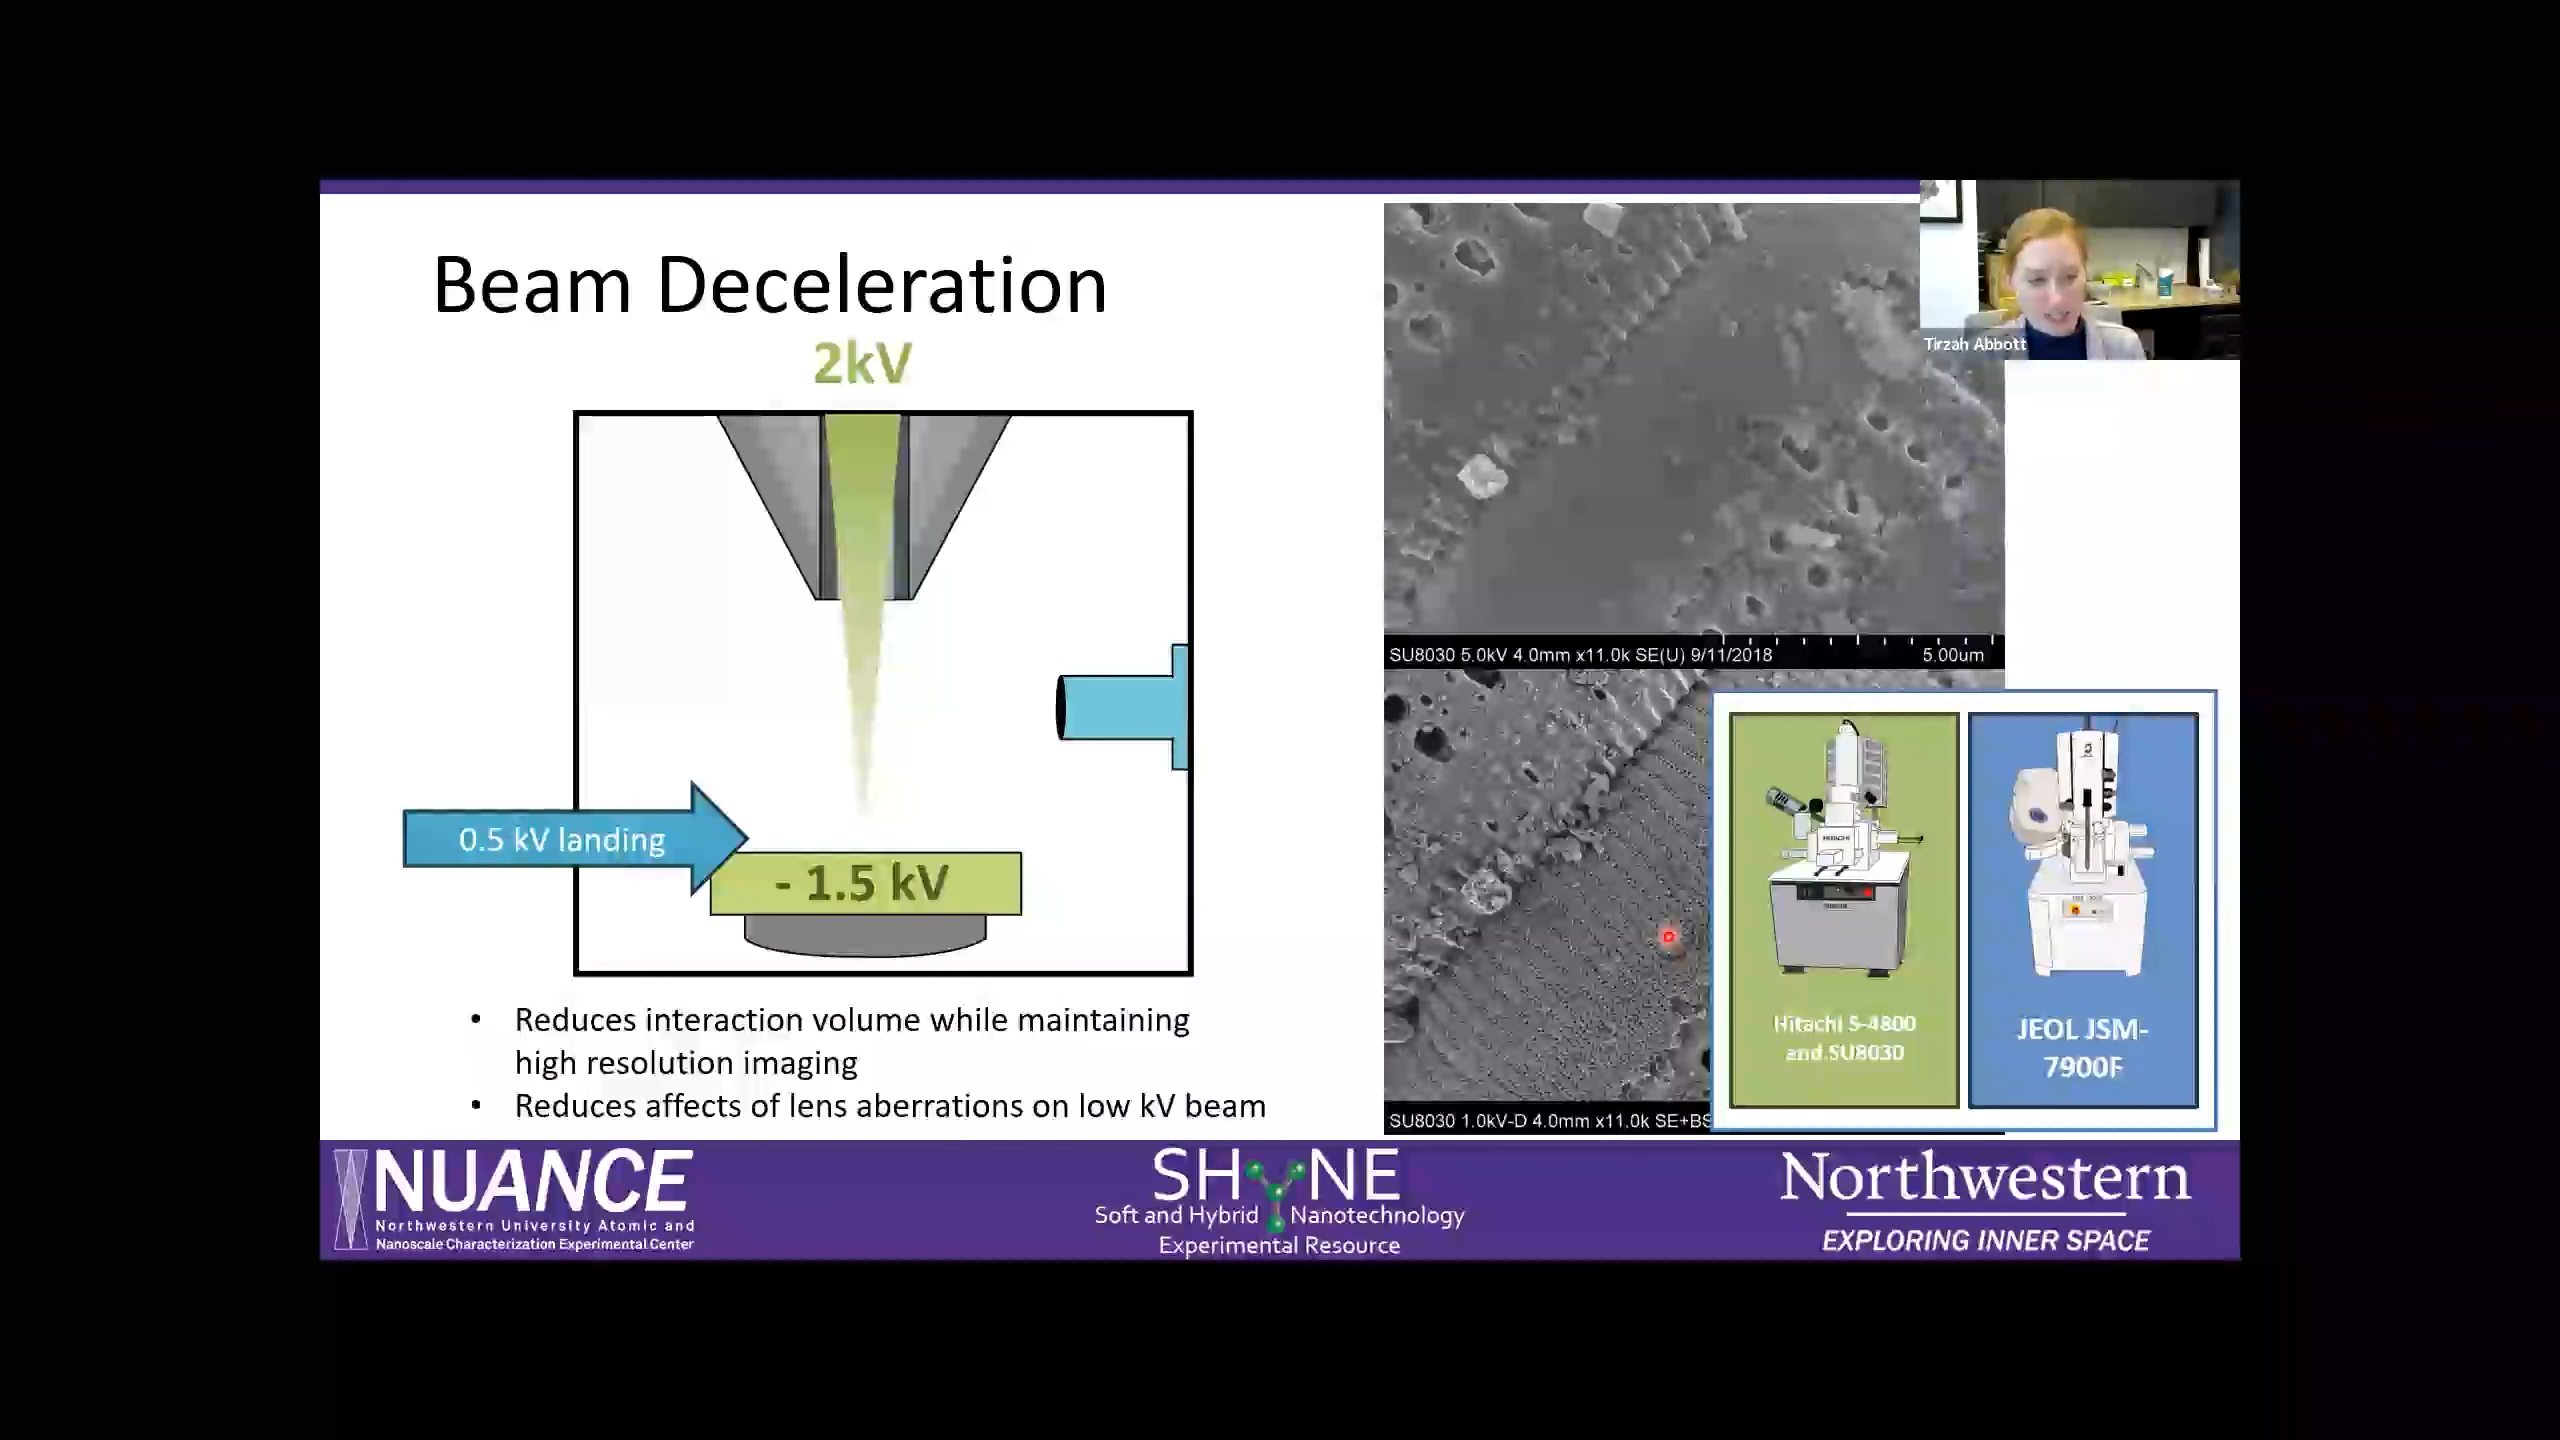 Beam Deceleration
2kV
0.5 kV landing
- 1.5 kV
• Reduces interaction volume while maintaining
high resolution imaging
• Reduces affects of lens aberrations on low kV beam
Tirzah Abbott
SU8030 5.0kV 4.0mm x11.0k SE(U) 9/11/2018
5.00um
SU8030 1.0kV-D 4.0mm x11.0k SE+BS
HITACHI
Hitachi S-4800
and SU8030
JEOL JSM-
7900F
NUANCE
Northwestern University Atomic and
Nanoscale Characterization Experimental Center
SHYNE
Soft and Hybrid Nanotechnology
Experimental Resource
Northwestern
EXPLORING INNER SPACE